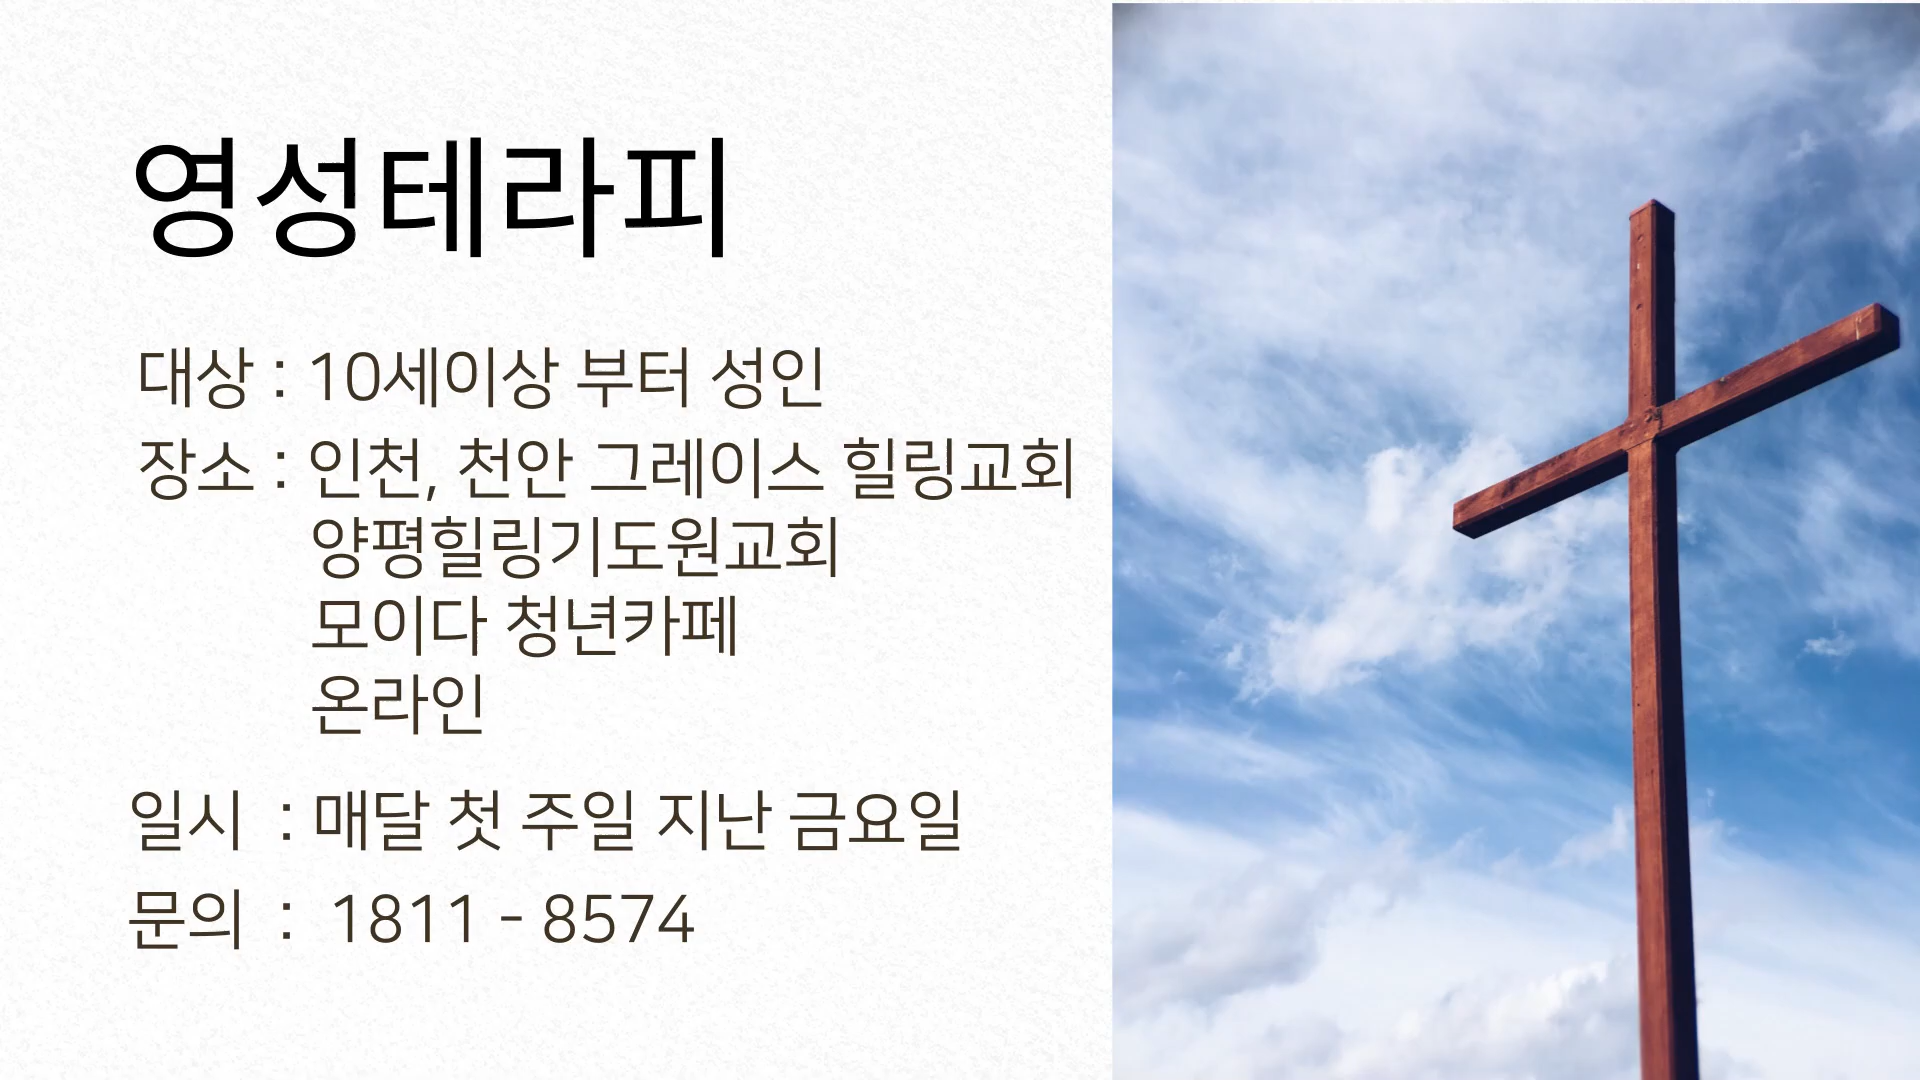 영성테라피
대상 : 10세이상 부터 성인
장소 : 인천, 천안 그레이스 힐링교회
양평힐링기도원교회
모이다 청년카페
온라인
일시 : 매달 첫 주일 지난 금요일
문의 : 1811 - 8574